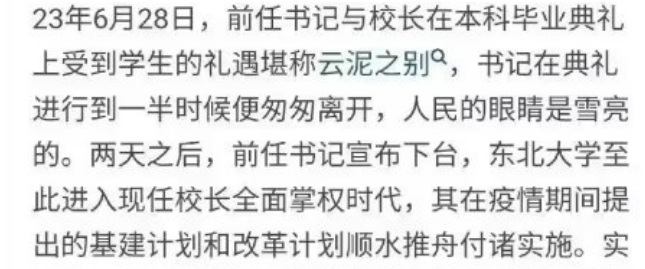 23年6月28日，前任书记与校长在本科毕业典礼
上受到学生的礼遇堪称云泥之别，书记在典礼
进行到一半时候便匆匆离开，人民的眼睛是雪亮
的。两天之后，前任书记宣布下台，东北大学至
此进入现任校长全面掌权时代，其在疫情期间提
出的基建计划和改革计划顺水推舟付诸实施。实